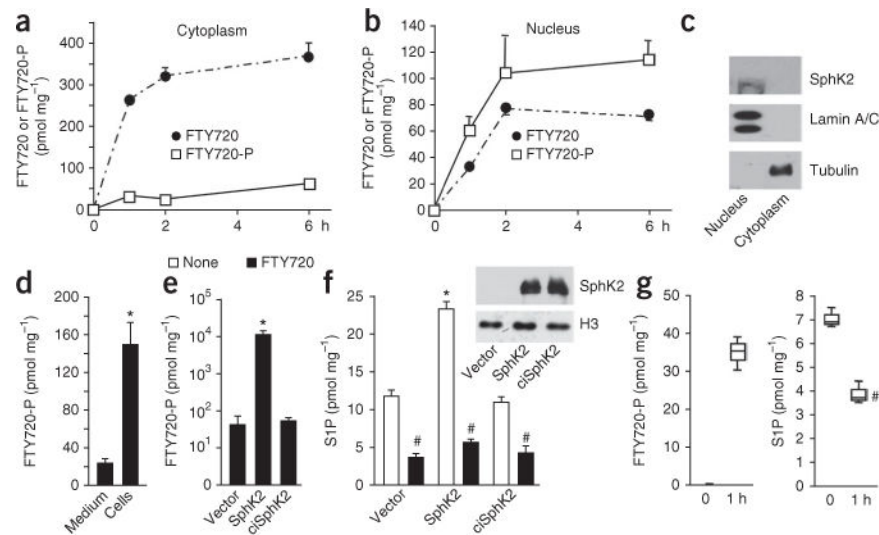 a
Cytoplasm
FTY720 or FTY720-P
(pmol mg⁻¹)
400
350
300
250
200
150
100
50
0
FTY720
FTY720-P
0 2 4 6 h
b
Nucleus
FTY720 or FTY720-P
(pmol mg⁻¹)
140
120
100
80
60
40
20
0
FTY720
FTY720-P
0 2 4 6 h
c
SphK2
Lamin A/C
Tubulin
Nucleus
Cytoplasm
None FTY720
d
FTY720-P (pmol mg⁻¹)
200
160
120
80
40
0
*
Medium
Cells
e
FTY720-P (pmol mg⁻¹)
10⁵
10⁴
10³
10²
10¹
0
*
Vector
SphK2
ciSphK2
f
S1P (pmol mg⁻¹)
25
20
15
10
5
0
*
# # #
Vector
SphK2
ciSphK2
SphK2
H3
Vector
SphK2
ciSphK2
g
FTY720-P (pmol mg⁻¹)
50
40
30
20
10
0
0 1 h
S1P (pmol mg⁻¹)
8
7
6
5
4
3
2
1
0
#
0 1 h